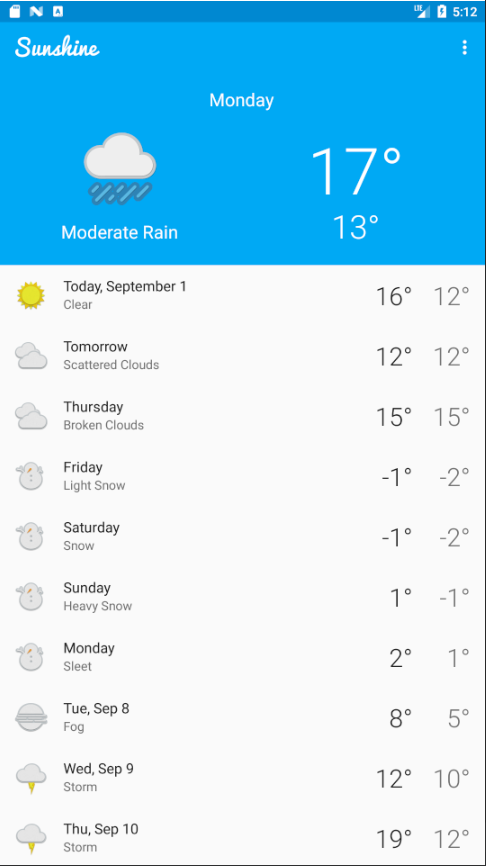 LTE 5:12
Sunshine
Monday
17°
13°
Moderate Rain
Today, September 1
Clear
16° 12°
Tomorrow
Scattered Clouds
12° 12°
Thursday
Broken Clouds
15° 15°
Friday
Light Snow
-1° -2°
Saturday
Snow
-1° -2°
Sunday
Heavy Snow
1° -1°
Monday
Sleet
2° 1°
Tue, Sep 8
Fog
8° 5°
Wed, Sep 9
Storm
12° 10°
Thu, Sep 10
Storm
19° 12°